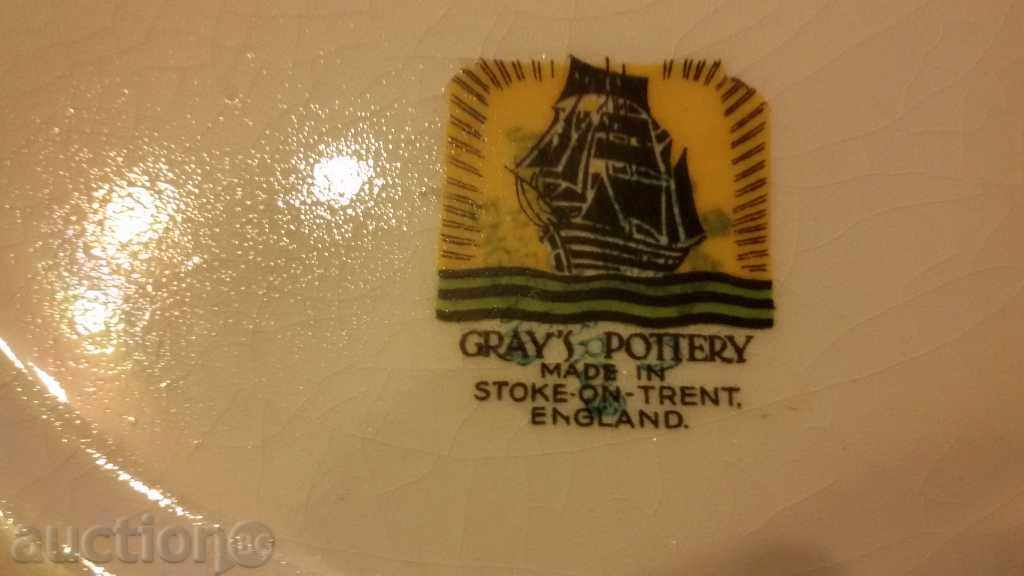 GRAY'S POTTERY
MADE IN
STOKE-ON-TRENT.
ENGLAND.
auction BG